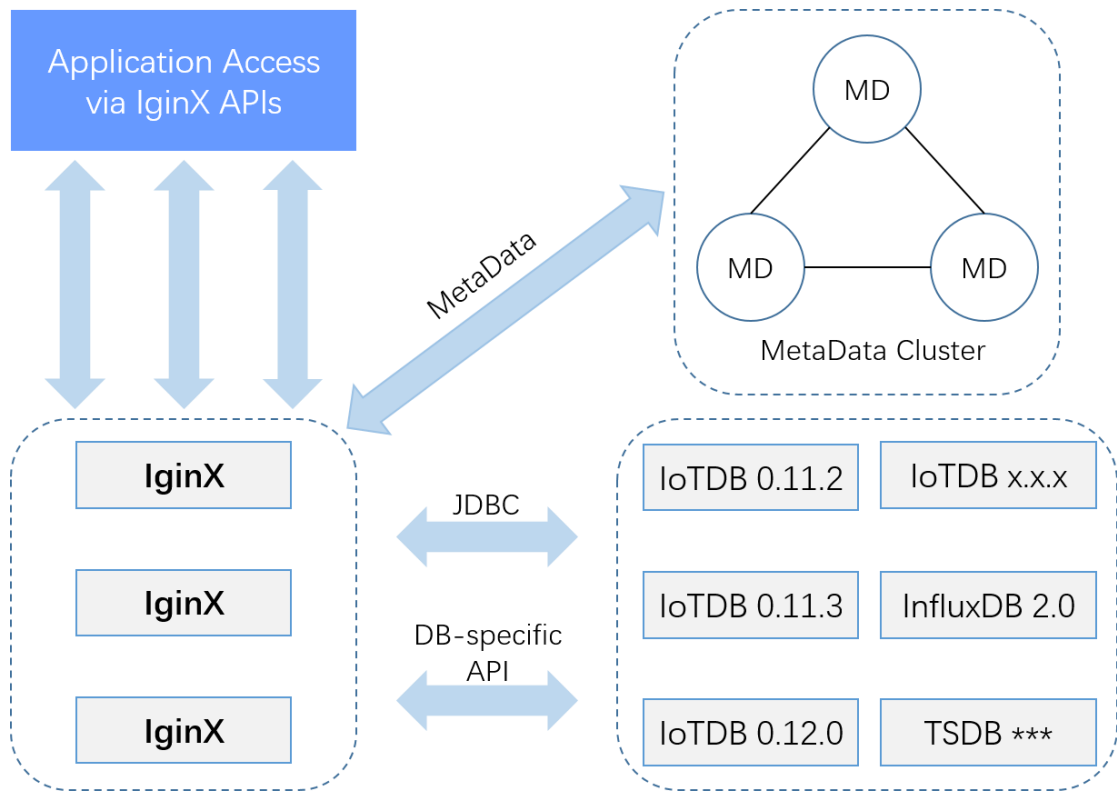 Application Access
via IginX APIs
MD
MD
MD
MetaData Cluster
MetaData
IginX
IginX
IginX
JDBC
DB-specific
API
IoTDB 0.11.2
IoTDB x.x.x
IoTDB 0.11.3
InfluxDB 2.0
IoTDB 0.12.0
TSDB ***